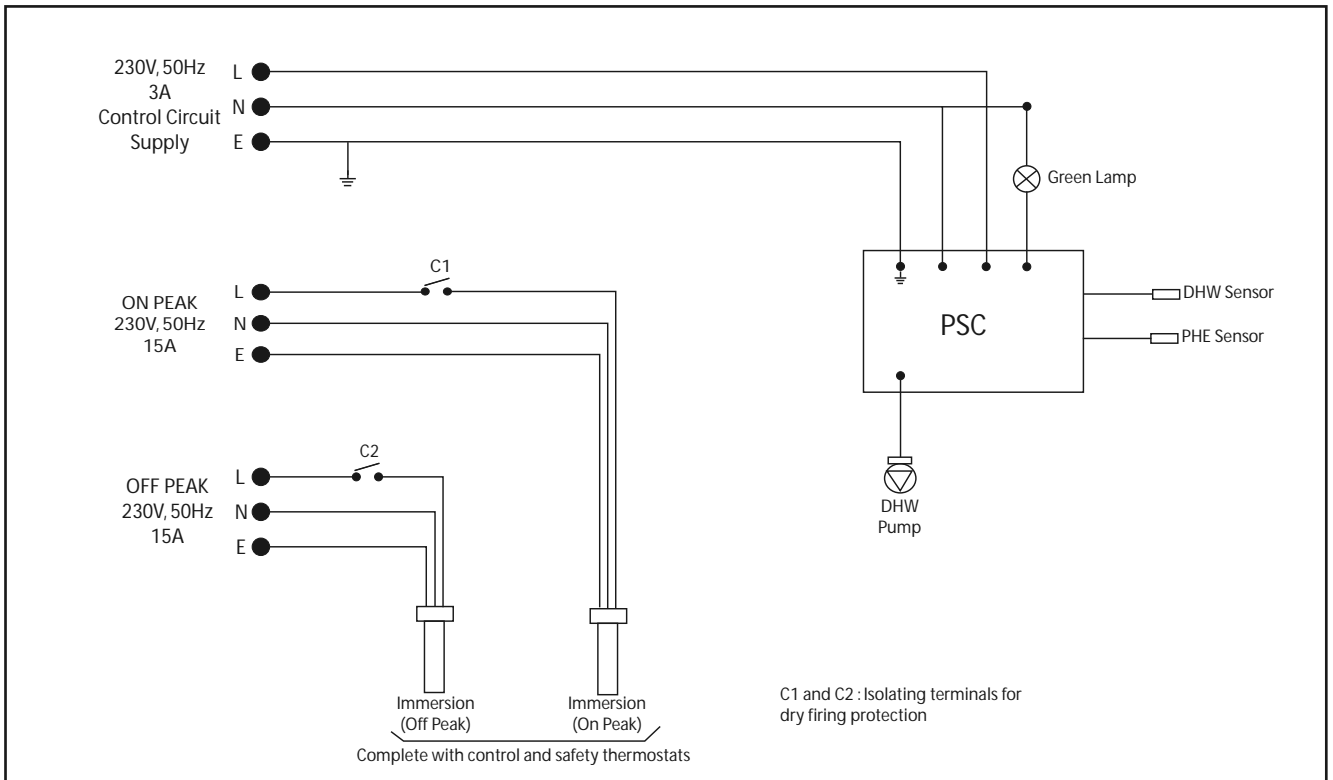 230V, 50Hz
3A
Control Circuit
Supply
L
N
E
Green Lamp
C1
ON PEAK
230V, 50Hz
15A
L
N
E
PSC
DHW Sensor
PHE Sensor
C2
OFF PEAK
230V, 50Hz
15A
L
N
E
DHW
Pump
Immersion
(Off Peak)
Immersion
(On Peak)
Complete with control and safety thermostats
C1 and C2 : Isolating terminals for
dry firing protection